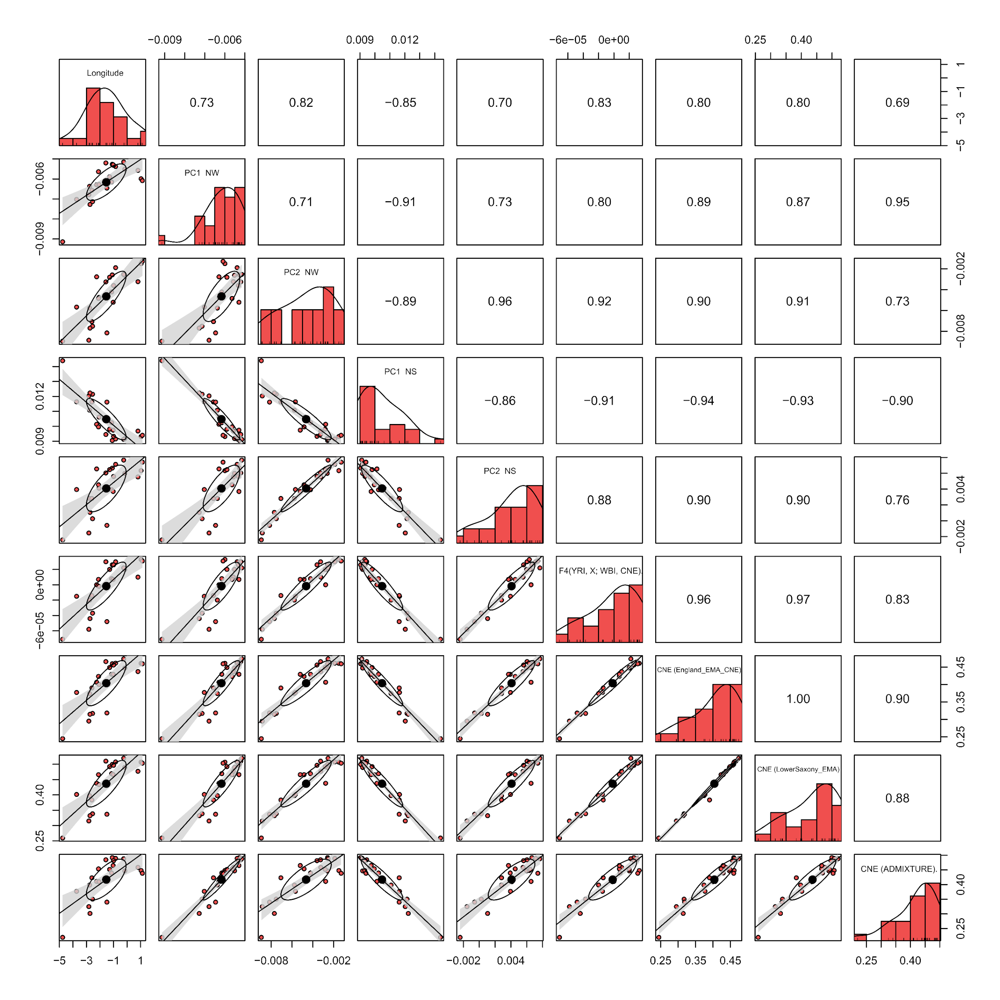 −0.009 −0.006 0.009 0.012 −6e−05 0e+00 0.25 0.40
Longitude 0.73 0.82 −0.85 0.70 0.83 0.80 0.80 0.69 −5 −3 −1 1
−0.009 −0.006 PC1 NW 0.71 −0.91 0.73 0.80 0.89 0.87 0.95
PC2 NW −0.89 0.96 0.92 0.90 0.91 0.73 −0.008 −0.002
0.009 0.012 PC1 NS −0.86 −0.91 −0.94 −0.93 −0.90
PC2 NS 0.88 0.90 0.90 0.76 −0.002 0.004
−6e−05 0e+00 F4(YRI, X; WBI, CNE). 0.96 0.97 0.83
CNE (England_EMA_CNE) 1.00 0.90 0.25 0.35 0.45
0.25 0.40 CNE (LowerSaxony_EMA) 0.88
CNE (ADMIXTURE). 0.25 0.40
−5 −3 −1 1 −0.008 −0.002 −0.002 0.004 0.25 0.35 0.45 0.25 0.40